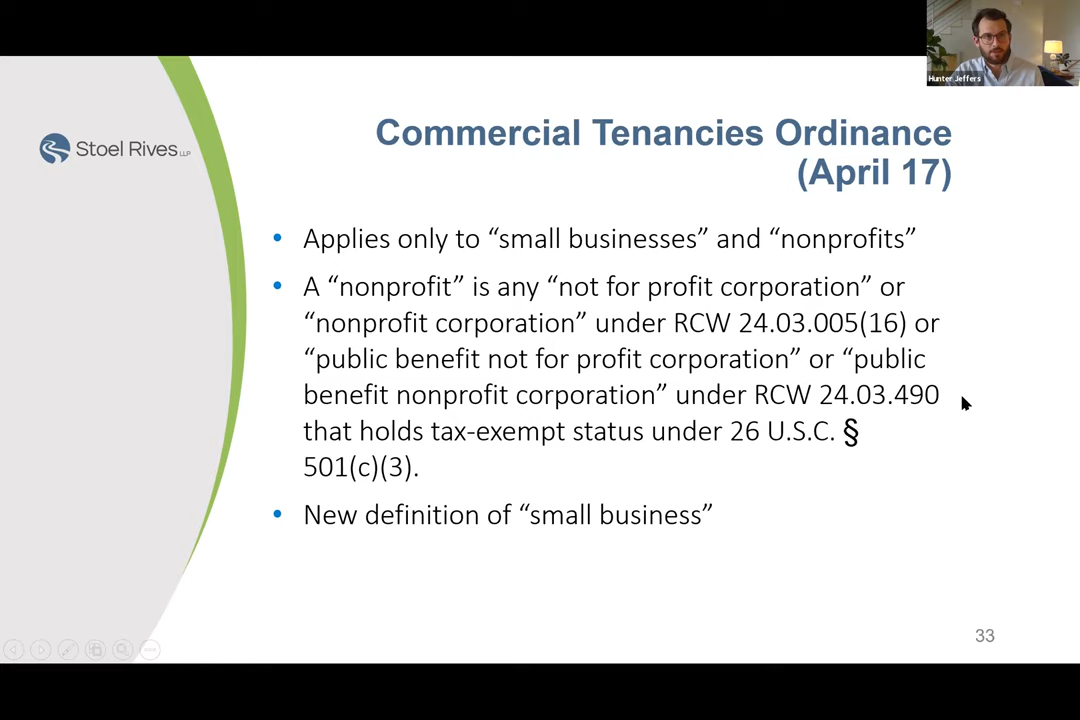 Hunter Jeffers
Stoel Rives LLP
Commercial Tenancies Ordinance
(April 17)
• Applies only to “small businesses” and “nonprofits”
• A “nonprofit” is any “not for profit corporation” or
“nonprofit corporation” under RCW 24.03.005(16) or
“public benefit not for profit corporation” or “public
benefit nonprofit corporation” under RCW 24.03.490
that holds tax-exempt status under 26 U.S.C. §
501(c)(3).
• New definition of “small business”
33